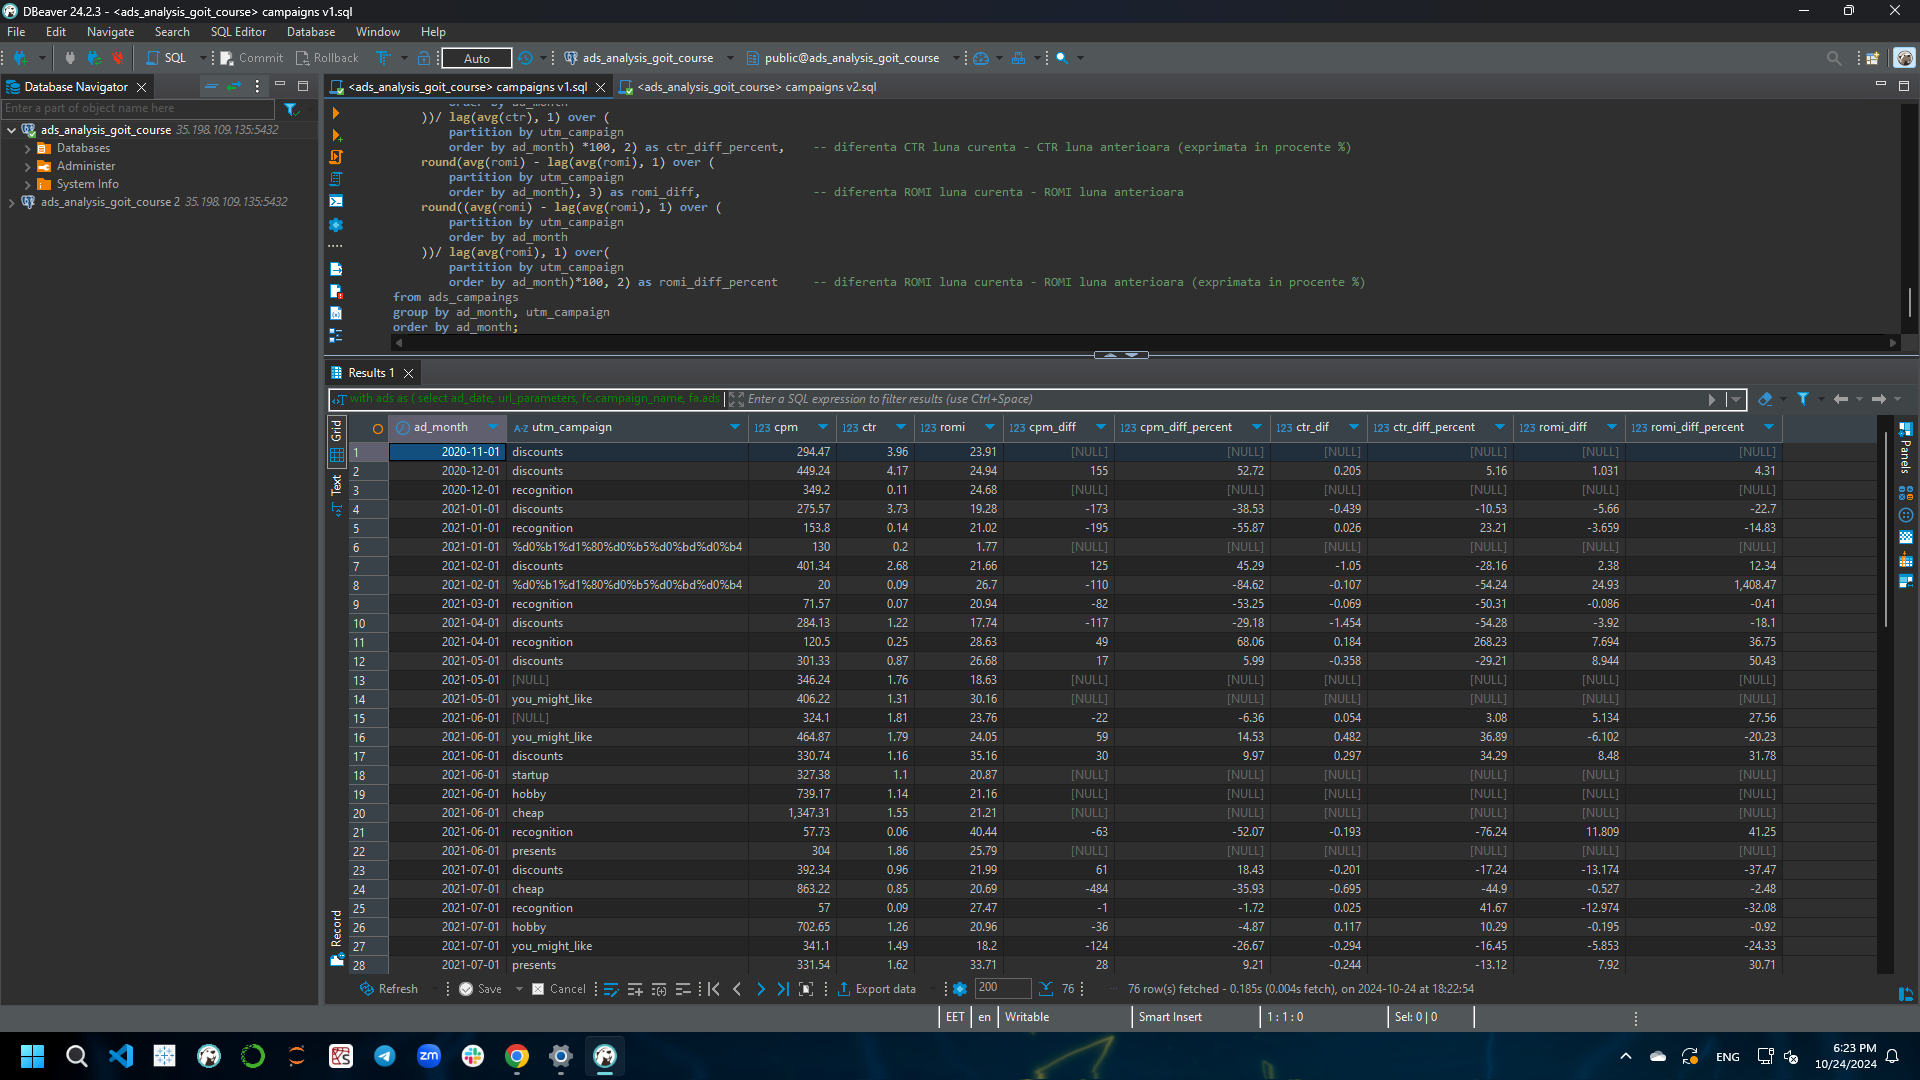 DBeaver 24.2.3 - <ads_analysis_goit_course> campaigns v1.sql
File Edit Navigate Search SQL Editor Database Window Help
SQL Commit Rollback Auto ads_analysis_goit_course public@ads_analysis_goit_course
Database Navigator
Enter a part of object name here
ads_analysis_goit_course 35.198.109.135:5432
Databases
Administer
System Info
ads_analysis_goit_course 2 35.198.109.135:5432
<ads_analysis_goit_course> campaigns v1.sql <ads_analysis_goit_course> campaigns v2.sql
order by ad_month
))/ lag(avg(ctr), 1) over (
partition by utm_campaign
order by ad_month) *100, 2) as ctr_diff_percent, -- diferenta CTR luna curenta - CTR luna anterioara (exprimata in procente %)
round(avg(romi) - lag(avg(romi), 1) over (
partition by utm_campaign
order by ad_month), 3) as romi_diff, -- diferenta ROMI luna curenta - ROMI luna anterioara
round((avg(romi) - lag(avg(romi), 1) over (
partition by utm_campaign
order by ad_month
))/ lag(avg(romi), 1) over(
partition by utm_campaign
order by ad_month)*100, 2) as romi_diff_percent -- diferenta ROMI luna curenta - ROMI luna anterioara (exprimata in procente %)
from ads_campaings
group by ad_month, utm_campaign
order by ad_month;
Results 1
with ads as ( select ad_date, url_parameters, fc.campaign_name, fa.ads Enter a SQL expression to filter results (use Ctrl+Space)
Grid
Text
Record
Panels
ad_month A-Z utm_campaign 123 cpm 123 ctr 123 romi 123 cpm_diff 123 cpm_diff_percent 123 ctr_dif 123 ctr_diff_percent 123 romi_diff 123 romi_diff_percent
1 2020-11-01 discounts 294.47 3.96 23.91 [NULL] [NULL] [NULL] [NULL] [NULL] [NULL]
2 2020-12-01 discounts 449.24 4.17 24.94 155 52.72 0.205 5.16 1.031 4.31
3 2020-12-01 recognition 349.2 0.11 24.68 [NULL] [NULL] [NULL] [NULL] [NULL] [NULL]
4 2021-01-01 discounts 275.57 3.73 19.28 -173 -38.53 -0.439 -10.53 -5.66 -22.7
5 2021-01-01 recognition 153.8 0.14 21.02 -195 -55.87 0.026 23.21 -3.659 -14.83
6 2021-01-01 %d0%b1%d1%80%d0%b5%d0%bd%d0%b4 130 0.2 1.77 [NULL] [NULL] [NULL] [NULL] [NULL] [NULL]
7 2021-02-01 discounts 401.34 2.68 21.66 125 45.29 -1.05 -28.16 2.38 12.34
8 2021-02-01 %d0%b1%d1%80%d0%b5%d0%bd%d0%b4 20 0.09 26.7 -110 -84.62 -0.107 -54.24 24.93 1,408.47
9 2021-03-01 recognition 71.57 0.07 20.94 -82 -53.25 -0.069 -50.31 -0.086 -0.41
10 2021-04-01 discounts 284.13 1.22 17.74 -117 -29.18 -1.454 -54.28 -3.92 -18.1
11 2021-04-01 recognition 120.5 0.25 28.63 49 68.06 0.184 268.23 7.694 36.75
12 2021-05-01 discounts 301.33 0.87 26.68 17 5.99 -0.358 -29.21 8.944 50.43
13 2021-05-01 [NULL] 346.24 1.76 18.63 [NULL] [NULL] [NULL] [NULL] [NULL] [NULL]
14 2021-05-01 you_might_like 406.22 1.31 30.16 [NULL] [NULL] [NULL] [NULL] [NULL] [NULL]
15 2021-06-01 [NULL] 324.1 1.81 23.76 -22 -6.36 0.054 3.08 5.134 27.56
16 2021-06-01 you_might_like 464.87 1.79 24.05 59 14.53 0.482 36.89 -6.102 -20.23
17 2021-06-01 discounts 330.74 1.16 35.16 30 9.97 0.297 34.29 8.48 31.78
18 2021-06-01 startup 327.38 1.1 20.87 [NULL] [NULL] [NULL] [NULL] [NULL] [NULL]
19 2021-06-01 hobby 739.17 1.14 21.16 [NULL] [NULL] [NULL] [NULL] [NULL] [NULL]
20 2021-06-01 cheap 1,347.31 1.55 21.21 [NULL] [NULL] [NULL] [NULL] [NULL] [NULL]
21 2021-06-01 recognition 57.73 0.06 40.44 -63 -52.07 -0.193 -76.24 11.809 41.25
22 2021-06-01 presents 304 1.86 25.79 [NULL] [NULL] [NULL] [NULL] [NULL] [NULL]
23 2021-07-01 discounts 392.34 0.96 21.99 61 18.43 -0.201 -17.24 -13.174 -37.47
24 2021-07-01 cheap 863.22 0.85 20.69 -484 -35.93 -0.695 -44.9 -0.527 -2.48
25 2021-07-01 recognition 57 0.09 27.47 -1 -1.72 0.025 41.67 -12.974 -32.08
26 2021-07-01 hobby 702.65 1.26 20.96 -36 -4.87 0.117 10.29 -0.195 -0.92
27 2021-07-01 you_might_like 341.1 1.49 18.2 -124 -26.67 -0.294 -16.45 -5.853 -24.33
28 2021-07-01 presents 331.54 1.62 33.71 28 9.21 -0.244 -13.12 7.92 30.71
Refresh Save Cancel Export data 200 76 76 row(s) fetched - 0.185s (0.004s fetch), on 2024-10-24 at 18:22:54
EET en Writable Smart Insert 1 : 1 : 0 Sel: 0 | 0
zm ENG 6:23 PM
10/24/2024